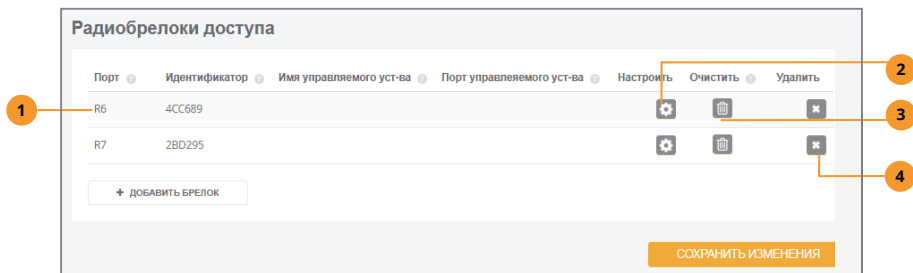 Радиобрелоки доступа
Порт ? Идентификатор ? Имя управляемого уст-ва ? Порт управлеяемого уст-ва ? Настроить Очистить ? Удалить
2
1
R6 4CC689
3
R7 2BD295
4
+ ДОБАВИТЬ БРЕЛОК
СОХРАНИТЬ ИЗМЕНЕНИЯ